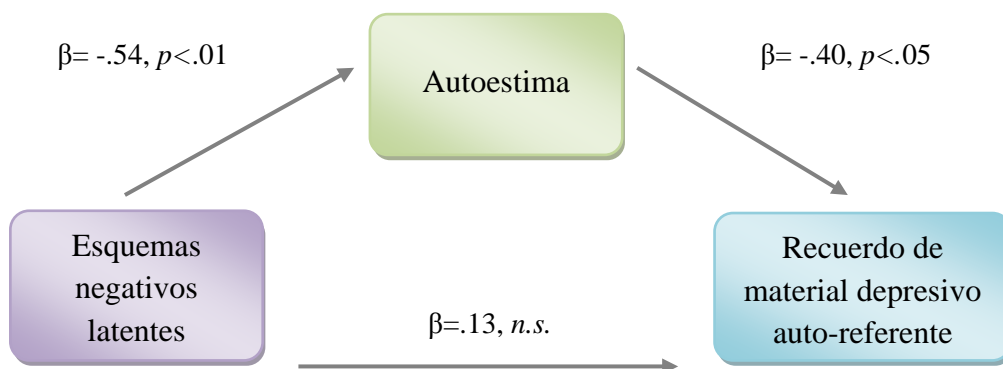 β= -.54, p<.01
Autoestima
β= -.40, p<.05
Esquemas
negativos
latentes
β=.13, n.s.
Recuerdo de
material depresivo
auto-referente